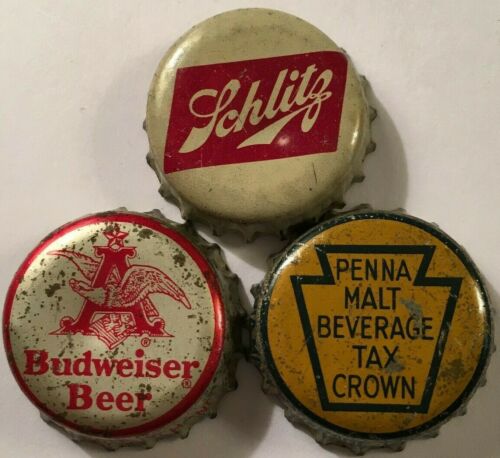 Schlitz
A
Budweiser
Beer
®
®
PENNA
MALT
BEVERAGE
TAX
CROWN